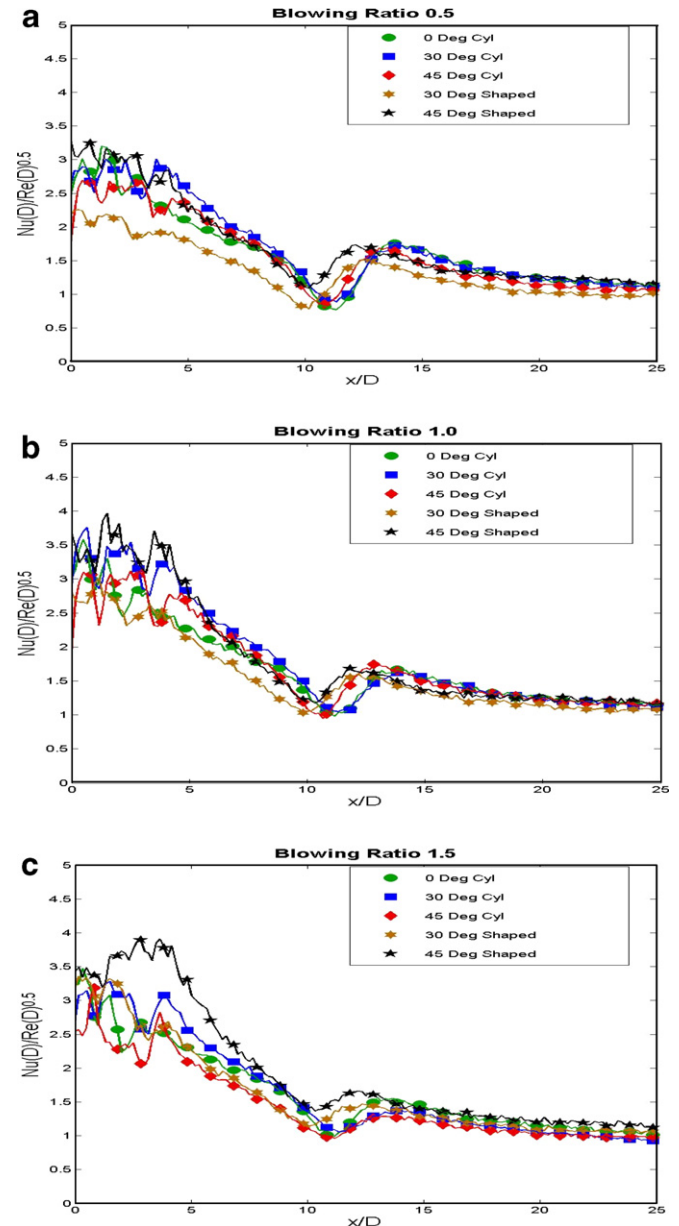 a
Blowing Ratio 0.5
5
4.5
4
3.5
3
2.5
2
1.5
1
0.5
0
Nu(D)/Re(D)0.5
0 Deg Cyl
30 Deg Cyl
45 Deg Cyl
30 Deg Shaped
45 Deg Shaped
0 5 10 15 20 25
x/D
b
Blowing Ratio 1.0
5
4.5
4
3.5
3
2.5
2
1.5
1
0.5
0
Nu(D)/Re(D)0.5
0 Deg Cyl
30 Deg Cyl
45 Deg Cyl
30 Deg Shaped
45 Deg Shaped
0 5 10 15 20 25
x/D
c
Blowing Ratio 1.5
5
4.5
4
3.5
3
2.5
2
1.5
1
0.5
0
Nu(D)/Re(D)0.5
0 Deg Cyl
30 Deg Cyl
45 Deg Cyl
30 Deg Shaped
45 Deg Shaped
0 5 10 15 20 25
x/D